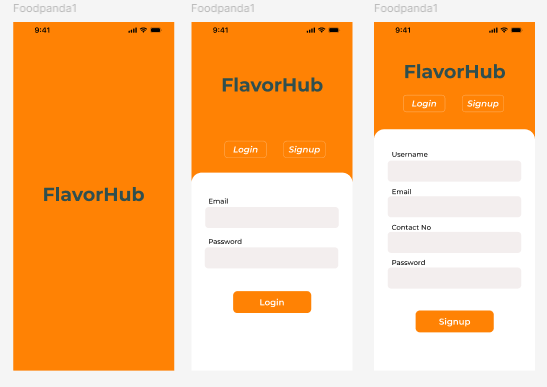 Foodpanda1
9:41
FlavorHub
Foodpanda1
9:41
FlavorHub
Login Signup
Email
Password
Login
Foodpanda1
9:41
FlavorHub
Login Signup
Username
Email
Contact No
Password
Signup